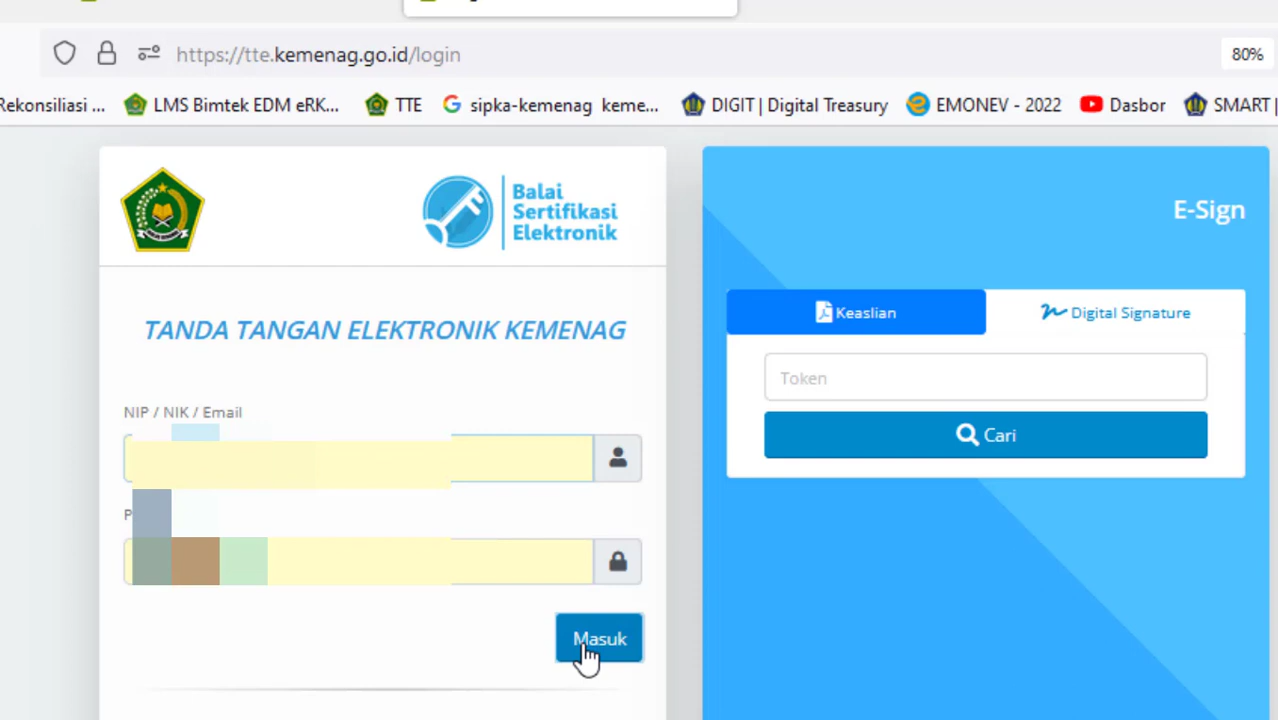 https://tte.kemenag.go.id/login
80%
Rekonsiliasi ...
LMS Bimtek EDM eRK...
TTE
sipka-kemenag keme...
DIGIT | Digital Treasury
EMONEV - 2022
Dasbor
SMART |
Balai
Sertifikasi
Elektronik
TANDA TANGAN ELEKTRONIK KEMENAG
NIP / NIK / Email
P
Masuk
E-Sign
Keaslian
Digital Signature
Token
Cari